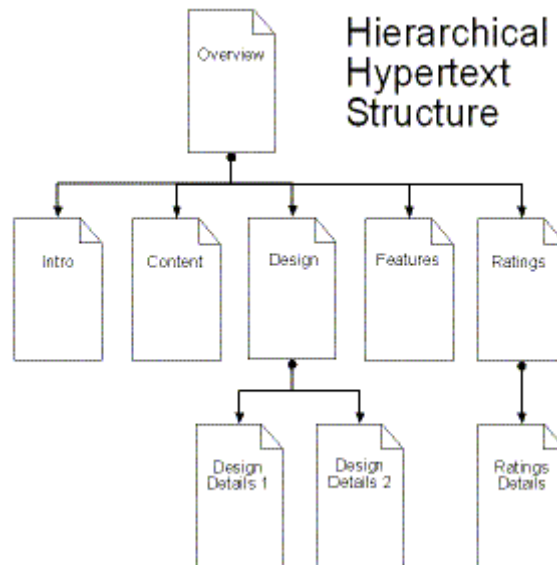 Hierarchical
Hypertext
Structure
Overview
Intro
Content
Design
Features
Ratings
Design
Details 1
Design
Details 2
Ratings
Details